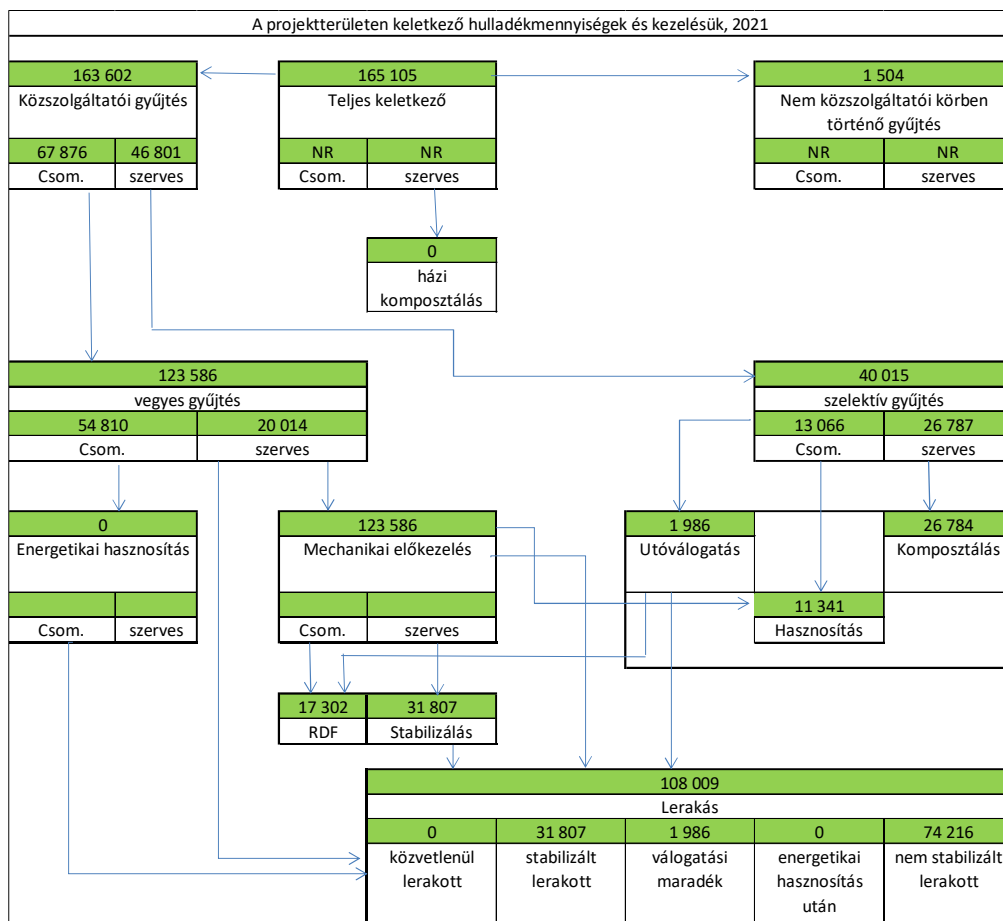 A projektterületen keletkező hulladékmennyiségek és kezelésük, 2021
163 602
165 105
1 504
Közszolgáltatói gyűjtés
Teljes keletkező
Nem közszolgáltatói körben
történő gyűjtés
67 876
46 801
NR
NR
NR
NR
Csom.
szerves
Csom.
szerves
Csom.
szerves
0
házi
komposztálás
123 586
40 015
vegyes gyűjtés
szelektív gyűjtés
54 810
20 014
13 066
26 787
Csom.
szerves
Csom.
szerves
0
123 586
1 986
26 784
Energetikai hasznosítás
Mechanikai előkezelés
Utóválogatás
Komposztálás
11 341
Csom.
szerves
Csom.
szerves
Hasznosítás
17 302
31 807
RDF
Stabilizálás
108 009
Lerakás
0
31 807
1 986
0
74 216
közvetlenül
lerakott
stabilizált
lerakott
válogatási
maradék
energetikai
hasznosítás
után
nem stabilizált
lerakott